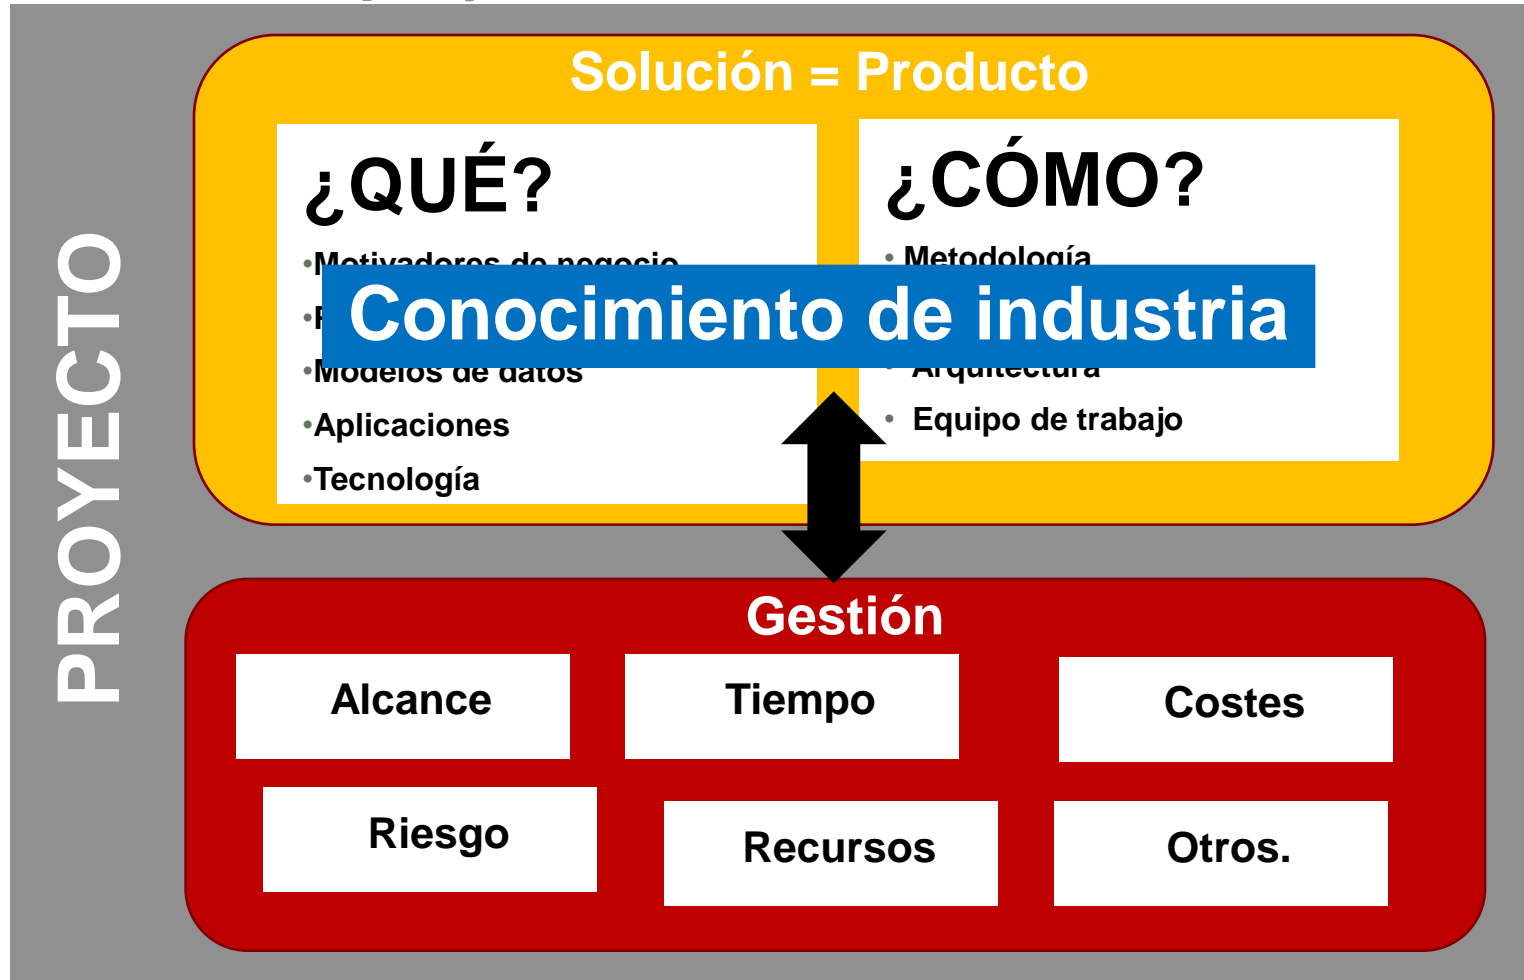 PROYECTO
Solución = Producto
¿QUÉ?
•Motivadores de negocio
•Modelos de datos
•Aplicaciones
•Tecnología
¿CÓMO?
• Metodología
• Arquitectura
• Equipo de trabajo
Conocimiento de industria
Gestión
Alcance
Tiempo
Costes
Riesgo
Recursos
Otros.